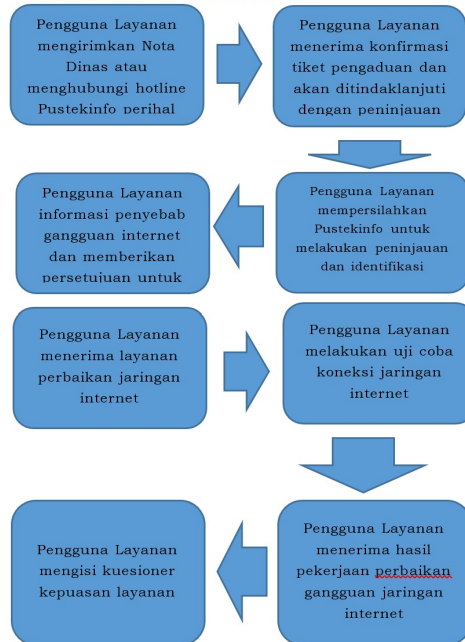 Pengguna Layanan
mengirimkan Nota
Dinas atau
menghubungi hotline
Pustekinfo perihal
Pengguna Layanan
menerima konfirmasi
tiket pengaduan dan
akan ditindaklanjuti
dengan peninjauan
Pengguna Layanan
mempersilahkan
Pustekinfo untuk
melakukan peninjauan
dan identifikasi
Pengguna Layanan
informasi penyebab
gangguan internet
dan memberikan
persetujuan untuk
Pengguna Layanan
menerima layanan
perbaikan jaringan
internet
Pengguna Layanan
melakukan uji coba
koneksi jaringan
internet
Pengguna Layanan
menerima hasil
pekerjaan perbaikan
gangguan jaringan
internet
Pengguna Layanan
mengisi kuesioner
kepuasan layanan